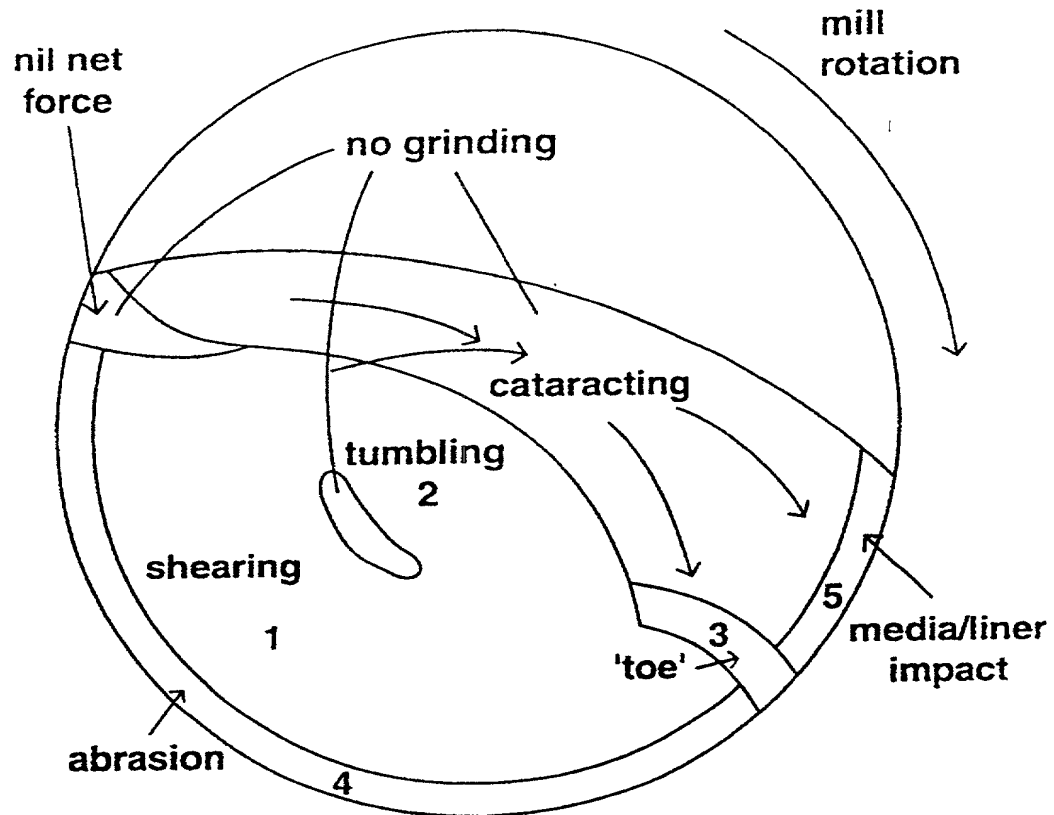 mill
rotation
nil net
force
no grinding
cataracting
tumbling
2
shearing
1
5
3
'toe'
media/liner
impact
abrasion
4